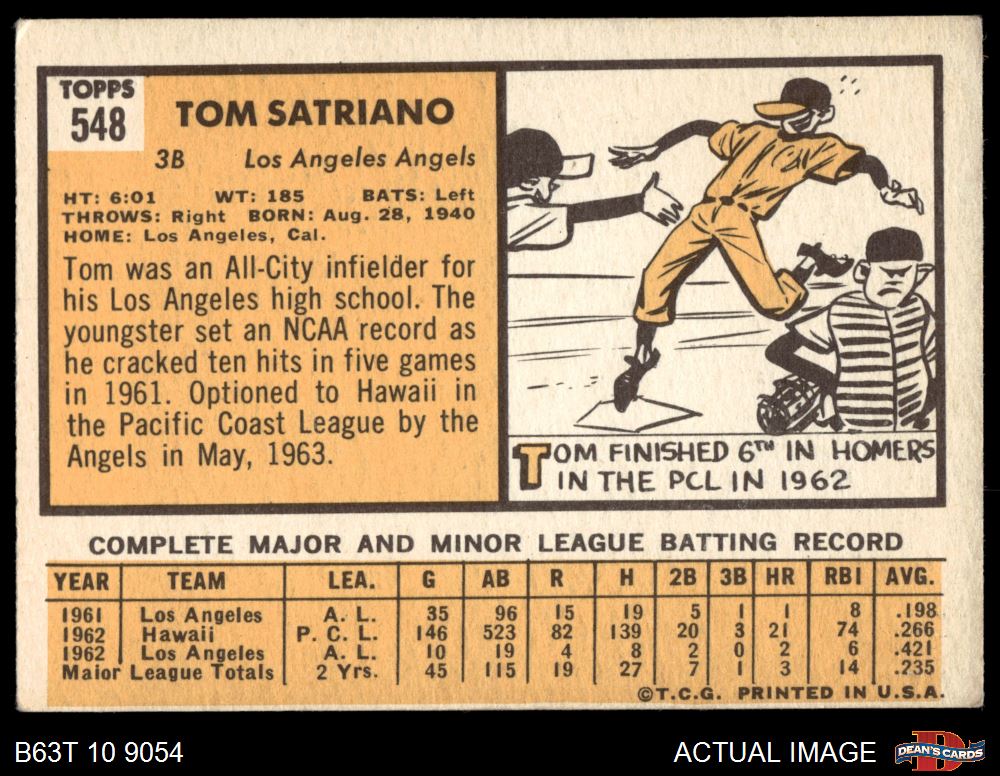 TOPPS
548
TOM SATRIANO
3B Los Angeles Angels
HT: 6:01 WT: 185 BATS: Left
THROWS: Right BORN: Aug. 28, 1940
HOME: Los Angeles, Cal.
Tom was an All-City infielder for
his Los Angeles high school. The
youngster set an NCAA record as
he cracked ten hits in five games
in 1961. Optioned to Hawaii in
the Pacific Coast League by the
Angels in May, 1963.
TOM FINISHED 6TH IN HOMERS
IN THE PCL IN 1962
COMPLETE MAJOR AND MINOR LEAGUE BATTING RECORD
YEAR TEAM LEA. G AB R H 2B 3B HR RBI AVG.
1961 Los Angeles A. L. 35 96 15 19 5 1 1 8 .198
1962 Hawaii P. C. L. 146 523 82 139 20 3 21 74 .266
1962 Los Angeles A. L. 10 19 4 8 2 0 2 6 .421
Major League Totals 2 Yrs. 45 115 19 27 7 1 3 14 .235
©T.C.G. PRINTED IN U.S.A.
B63T 10 9054
ACTUAL IMAGE
DEAN'S CARDS